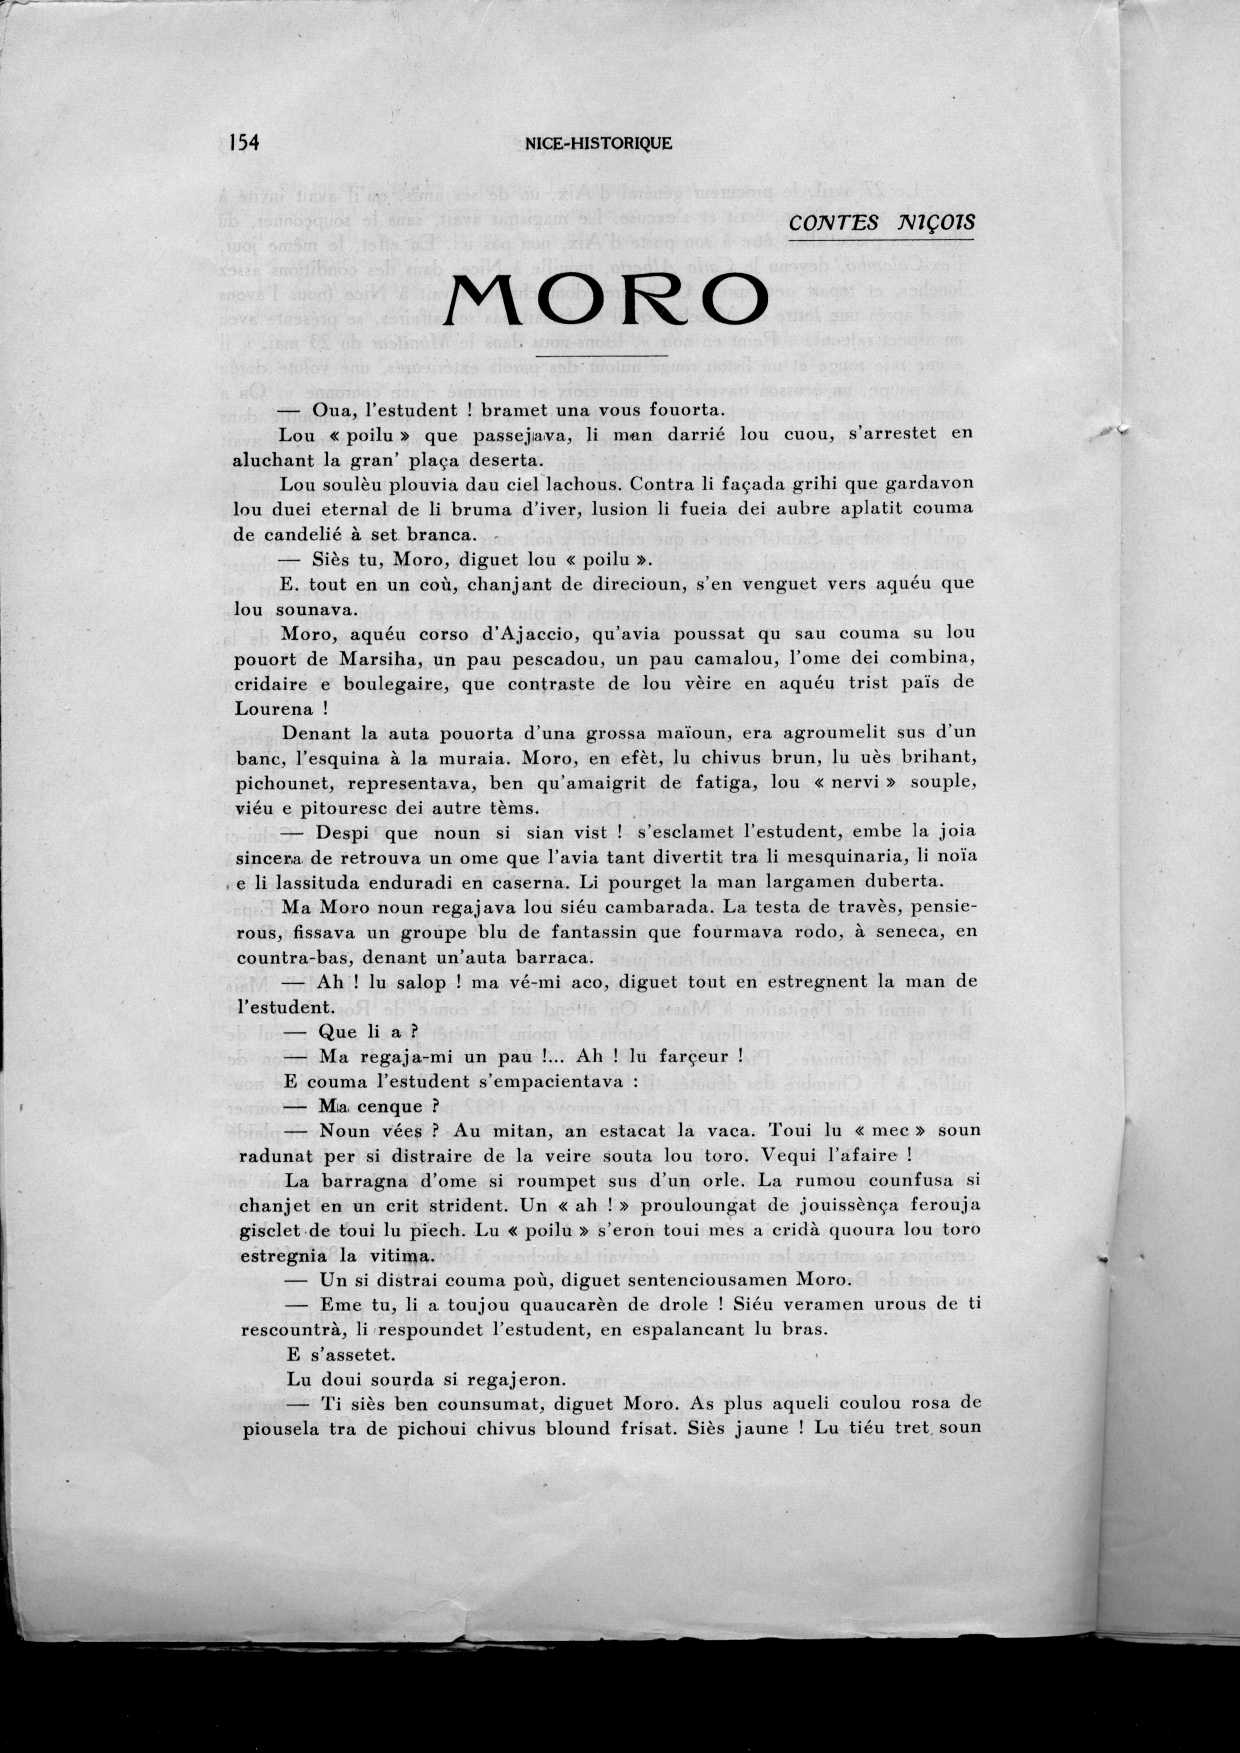 154
NICE-HISTORIQUE
CONTES NIÇOIS
MORO
— Oua, l'estudent ! bramet una vous fouorta.
Lou « poilu » que passejava, li man darrié lou cuou, s'arrestet en
aluchant la gran' plaça deserta.
Lou soulèu plouvia dau ciel lachous. Contra li façada grihi que gardavon
lou duei eternal de li bruma d'iver, lusion li fueia dei aubre aplatit couma
de candelié à set branca.
— Siès tu, Moro, diguet lou « poilu ».
E. tout en un coù, chanjant de direcioun, s'en venguet vers aquéu que
lou sounava.
Moro, aquéu corso d'Ajaccio, qu'avia poussat qu sau couma su lou
pouort de Marsiha, un pau pescadou, un pau camalou, l'ome dei combina,
cridaire e boulegaire, que contraste de lou vèire en aquéu trist païs de
Lourena !
Denant la auta pouorta d'una grossa maïoun, era agroumelit sus d'un
banc, l'esquina à la muraia. Moro, en efèt, lu chivus brun, lu uès brihant,
pichounet, representava, ben qu'amaigrit de fatiga, lou « nervi » souple,
viéu e pitouresc dei autre tèms.
— Despi que noun si sian vist ! s'esclamet l'estudent, embe la joia
sincera de retrouva un ome que l'avia tant divertit tra li mesquinaria, li noïa
e li lassituda enduradi en caserna. Li pourget la man largamen duberta.
Ma Moro noun regajava lou siéu cambarada. La testa de travès, pensie-
rous, fissava un groupe blu de fantassin que fourmava rodo, à seneca, en
countra-bas, denant un'auta barraca.
— Ah ! lu salop ! ma vé-mi aco, diguet tout en estregnent la man de
l'estudent.
— Que li a ?
— Ma regaja-mi un pau !... Ah ! lu farçeur !
E couma l'estudent s'empacientava :
— Ma cenque ?
— Noun vées ? Au mitan, an estacat la vaca. Toui lu « mec » soun
radunat per si distraire de la veire souta lou toro. Vequi l'afaire !
La barragna d'ome si roumpet sus d'un orle. La rumou counfusa si
chanjet en un crit strident. Un « ah ! » prouloungat de jouissènça ferouja
gisclet de toui lu piech. Lu « poilu » s'eron toui mes a cridà quoura lou toro
estregnia la vitima.
— Un si distrai couma poù, diguet sentenciousamen Moro.
— Eme tu, li a toujou quaucarèn de drole ! Siéu veramen urous de ti
rescountrà, li respoundet l'estudent, en espalancant lu bras.
E s'assetet.
Lu doui sourda si regajeron.
— Ti siès ben counsumat, diguet Moro. As plus aqueli coulou rosa de
piousela tra de pichoui chivus blound frisat. Siès jaune ! Lu tiéu tret soun